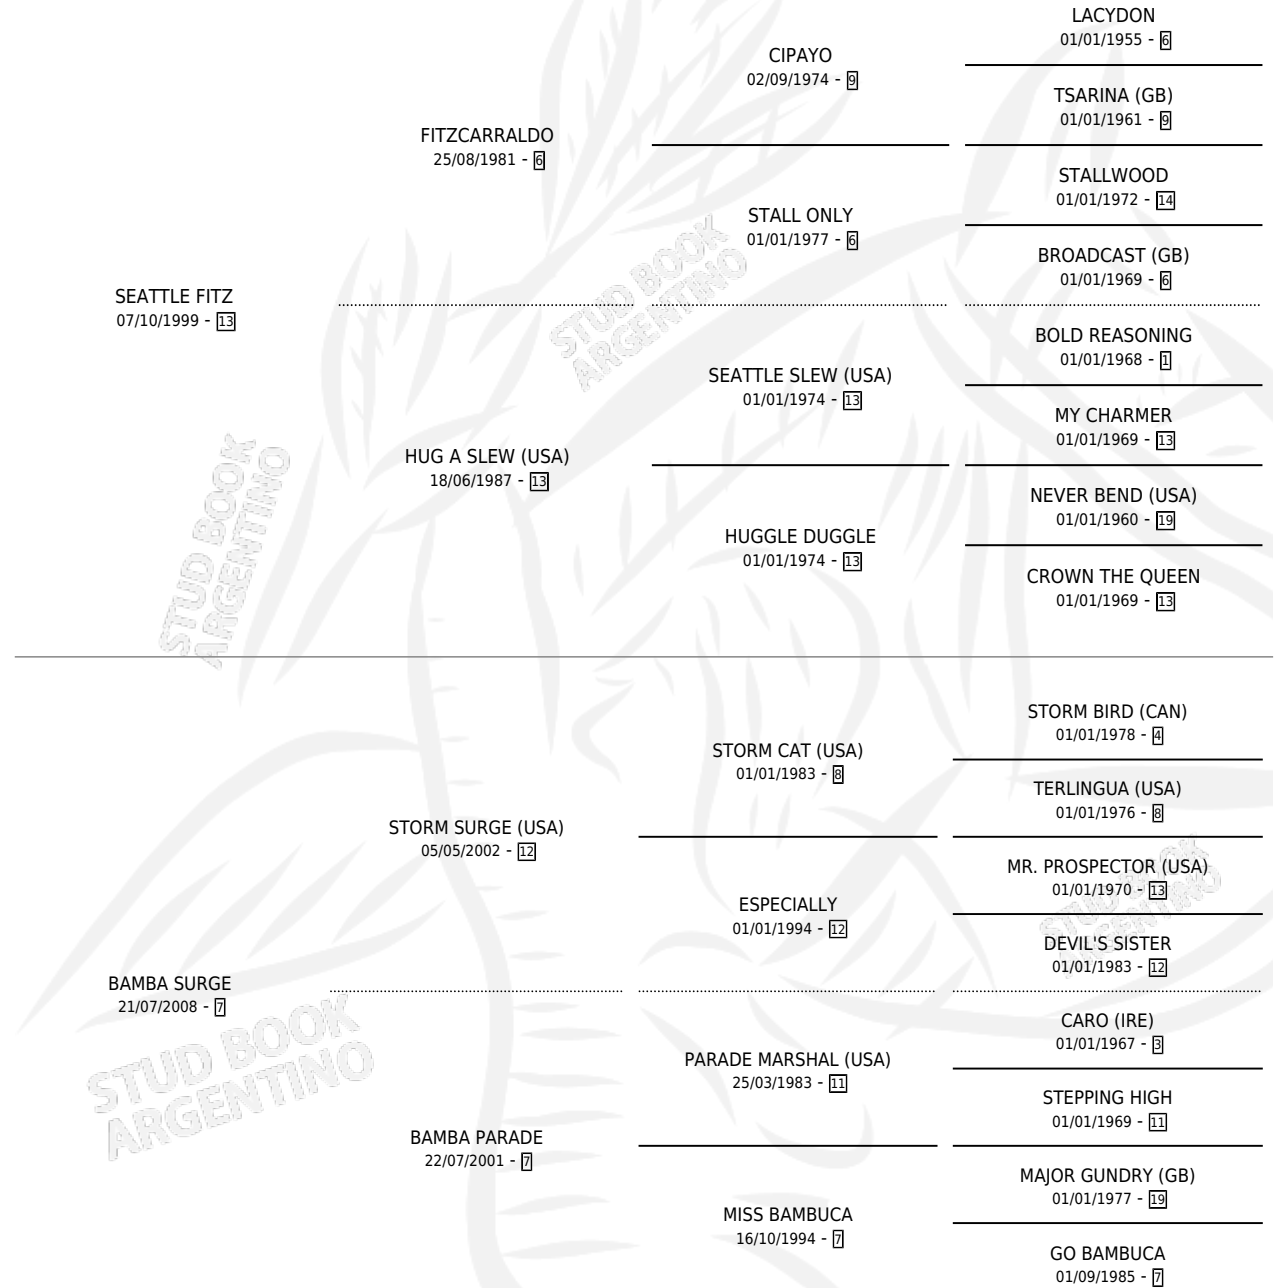 LACYDON
01/01/1955 - 6
CIPAYO
02/09/1974 - 9
TSARINA (GB)
01/01/1961 - 9
FITZCARRALDO
25/08/1981 - 6
STALLWOOD
01/01/1972 - 14
STALL ONLY
01/01/1977 - 6
BROADCAST (GB)
01/01/1969 - 6
SEATTLE FITZ
07/10/1999 - 13
BOLD REASONING
01/01/1968 - 1
SEATTLE SLEW (USA)
01/01/1974 - 13
MY CHARMER
01/01/1969 - 13
HUG A SLEW (USA)
18/06/1987 - 13
NEVER BEND (USA)
01/01/1960 - 19
HUGGLE DUGGLE
01/01/1974 - 13
CROWN THE QUEEN
01/01/1969 - 13
STUD BOOK
ARGENTINO
STUD BOOK
ARGENTINO
STORM BIRD (CAN)
01/01/1978 - 4
STORM CAT (USA)
01/01/1983 - 8
TERLINGUA (USA)
01/01/1976 - 8
STORM SURGE (USA)
05/05/2002 - 12
MR. PROSPECTOR (USA)
01/01/1970 - 13
ESPECIALLY
01/01/1994 - 12
DEVIL'S SISTER
01/01/1983 - 12
STUD BOOK
ARGENTINO
BAMBA SURGE
21/07/2008 - 7
CARO (IRE)
01/01/1967 - 3
PARADE MARSHAL (USA)
25/03/1983 - 11
STEPPING HIGH
01/01/1969 - 11
STUD BOOK
ARGENTINO
BAMBA PARADE
22/07/2001 - 7
MAJOR GUNDRY (GB)
01/01/1977 - 19
MISS BAMBUCA
16/10/1994 - 7
GO BAMBUCA
01/09/1985 - 7